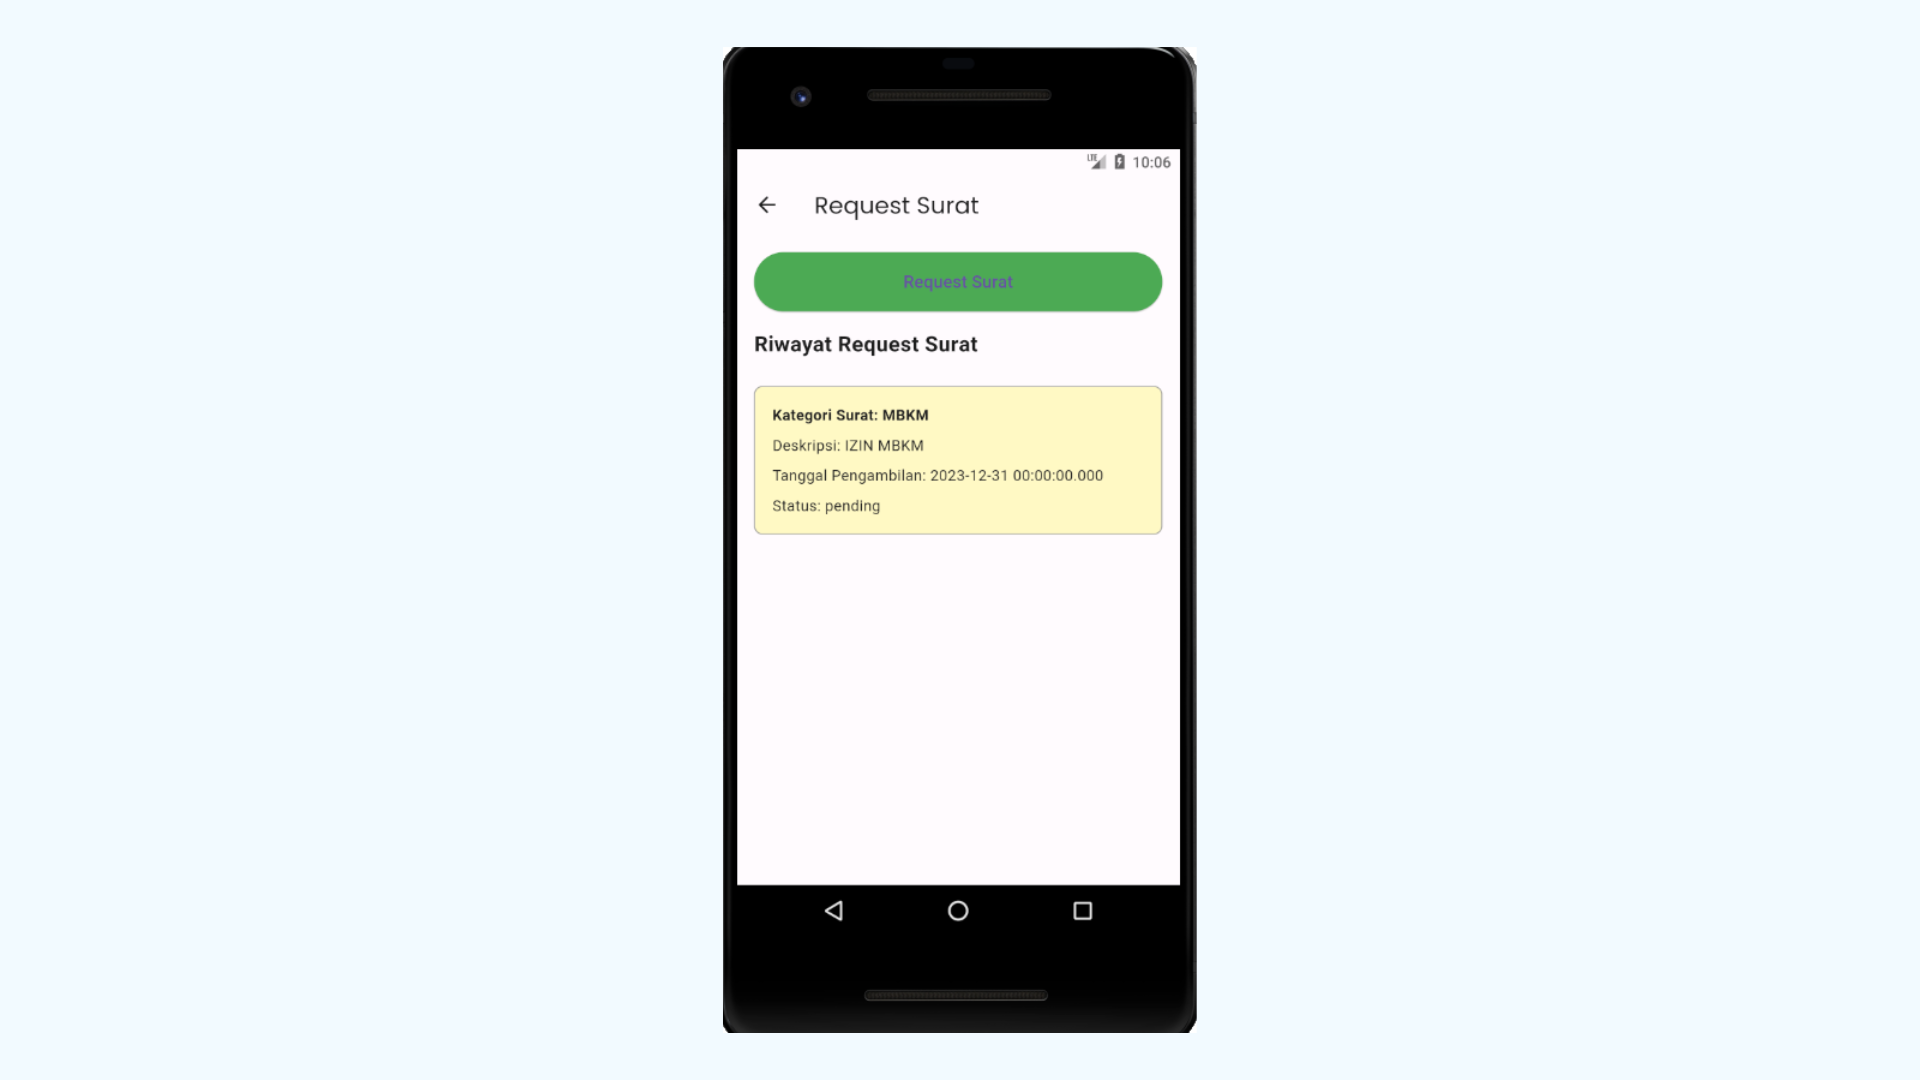 LTE 10:06
Request Surat
Request Surat
Riwayat Request Surat
Kategori Surat: MBKM
Deskripsi: IZIN MBKM
Tanggal Pengambilan: 2023-12-31 00:00:00.000
Status: pending